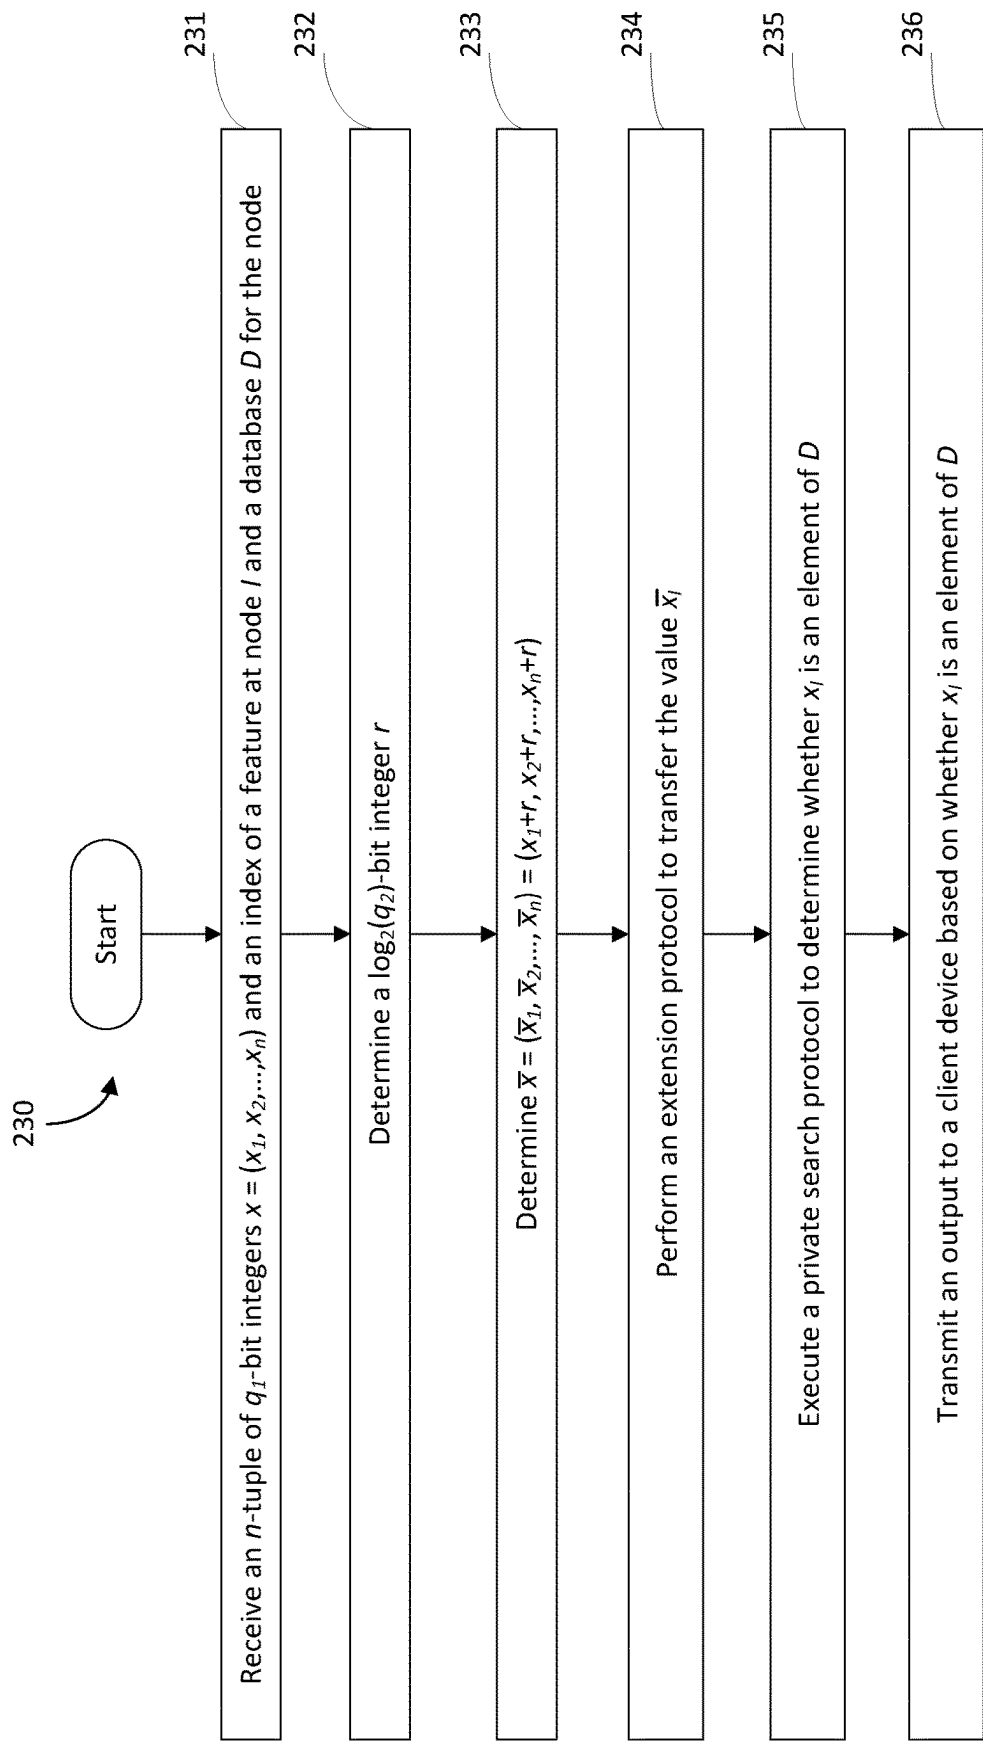 230
Start
Receive an n-tuple of q₁-bit integers x = (x₁, x₂,...,xₙ) and an index of a feature at node I and a database D for the node
231
Determine a log₂(q₂)-bit integer r
232
Determine x̅ = (x̅₁, x̅₂,..., x̅ₙ) = (x₁+r, x₂+r,...,xₙ+r)
233
Perform an extension protocol to transfer the value x̅_I
234
Execute a private search protocol to determine whether x_I is an element of D
235
Transmit an output to a client device based on whether x_I is an element of D
236